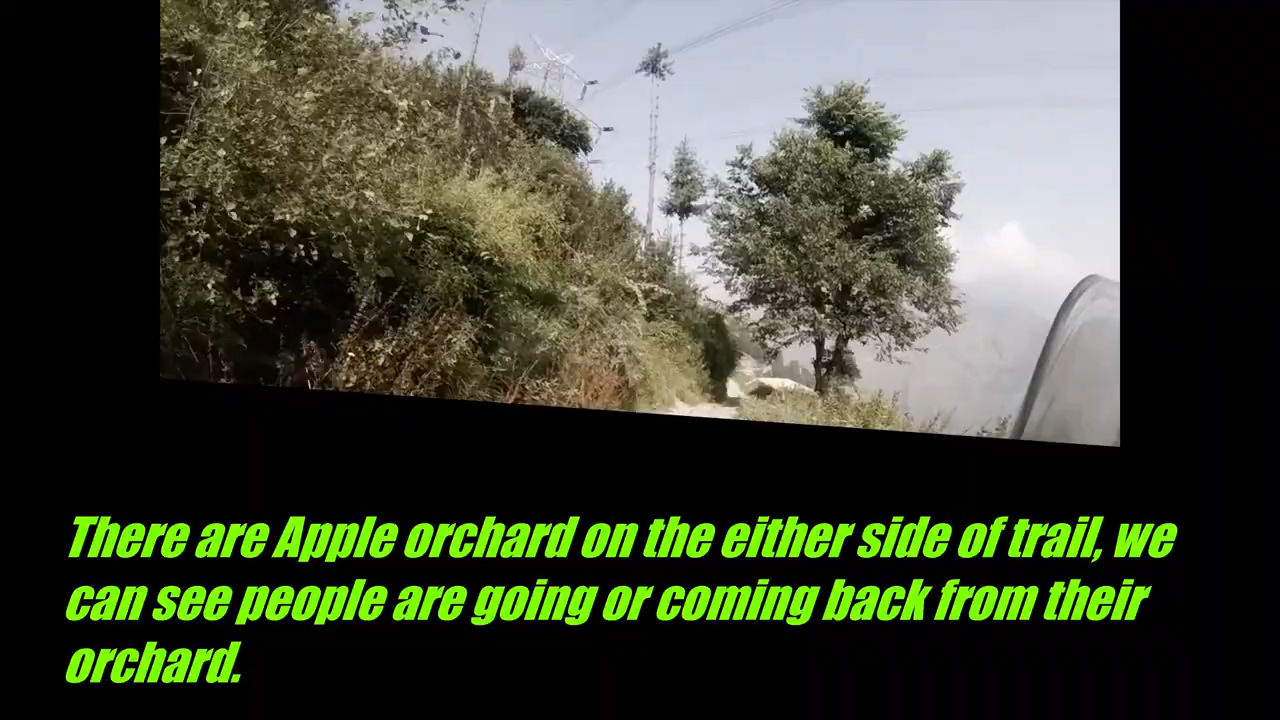 There are Apple orchard on the either side of trail, we
can see people are going or coming back from their
orchard.